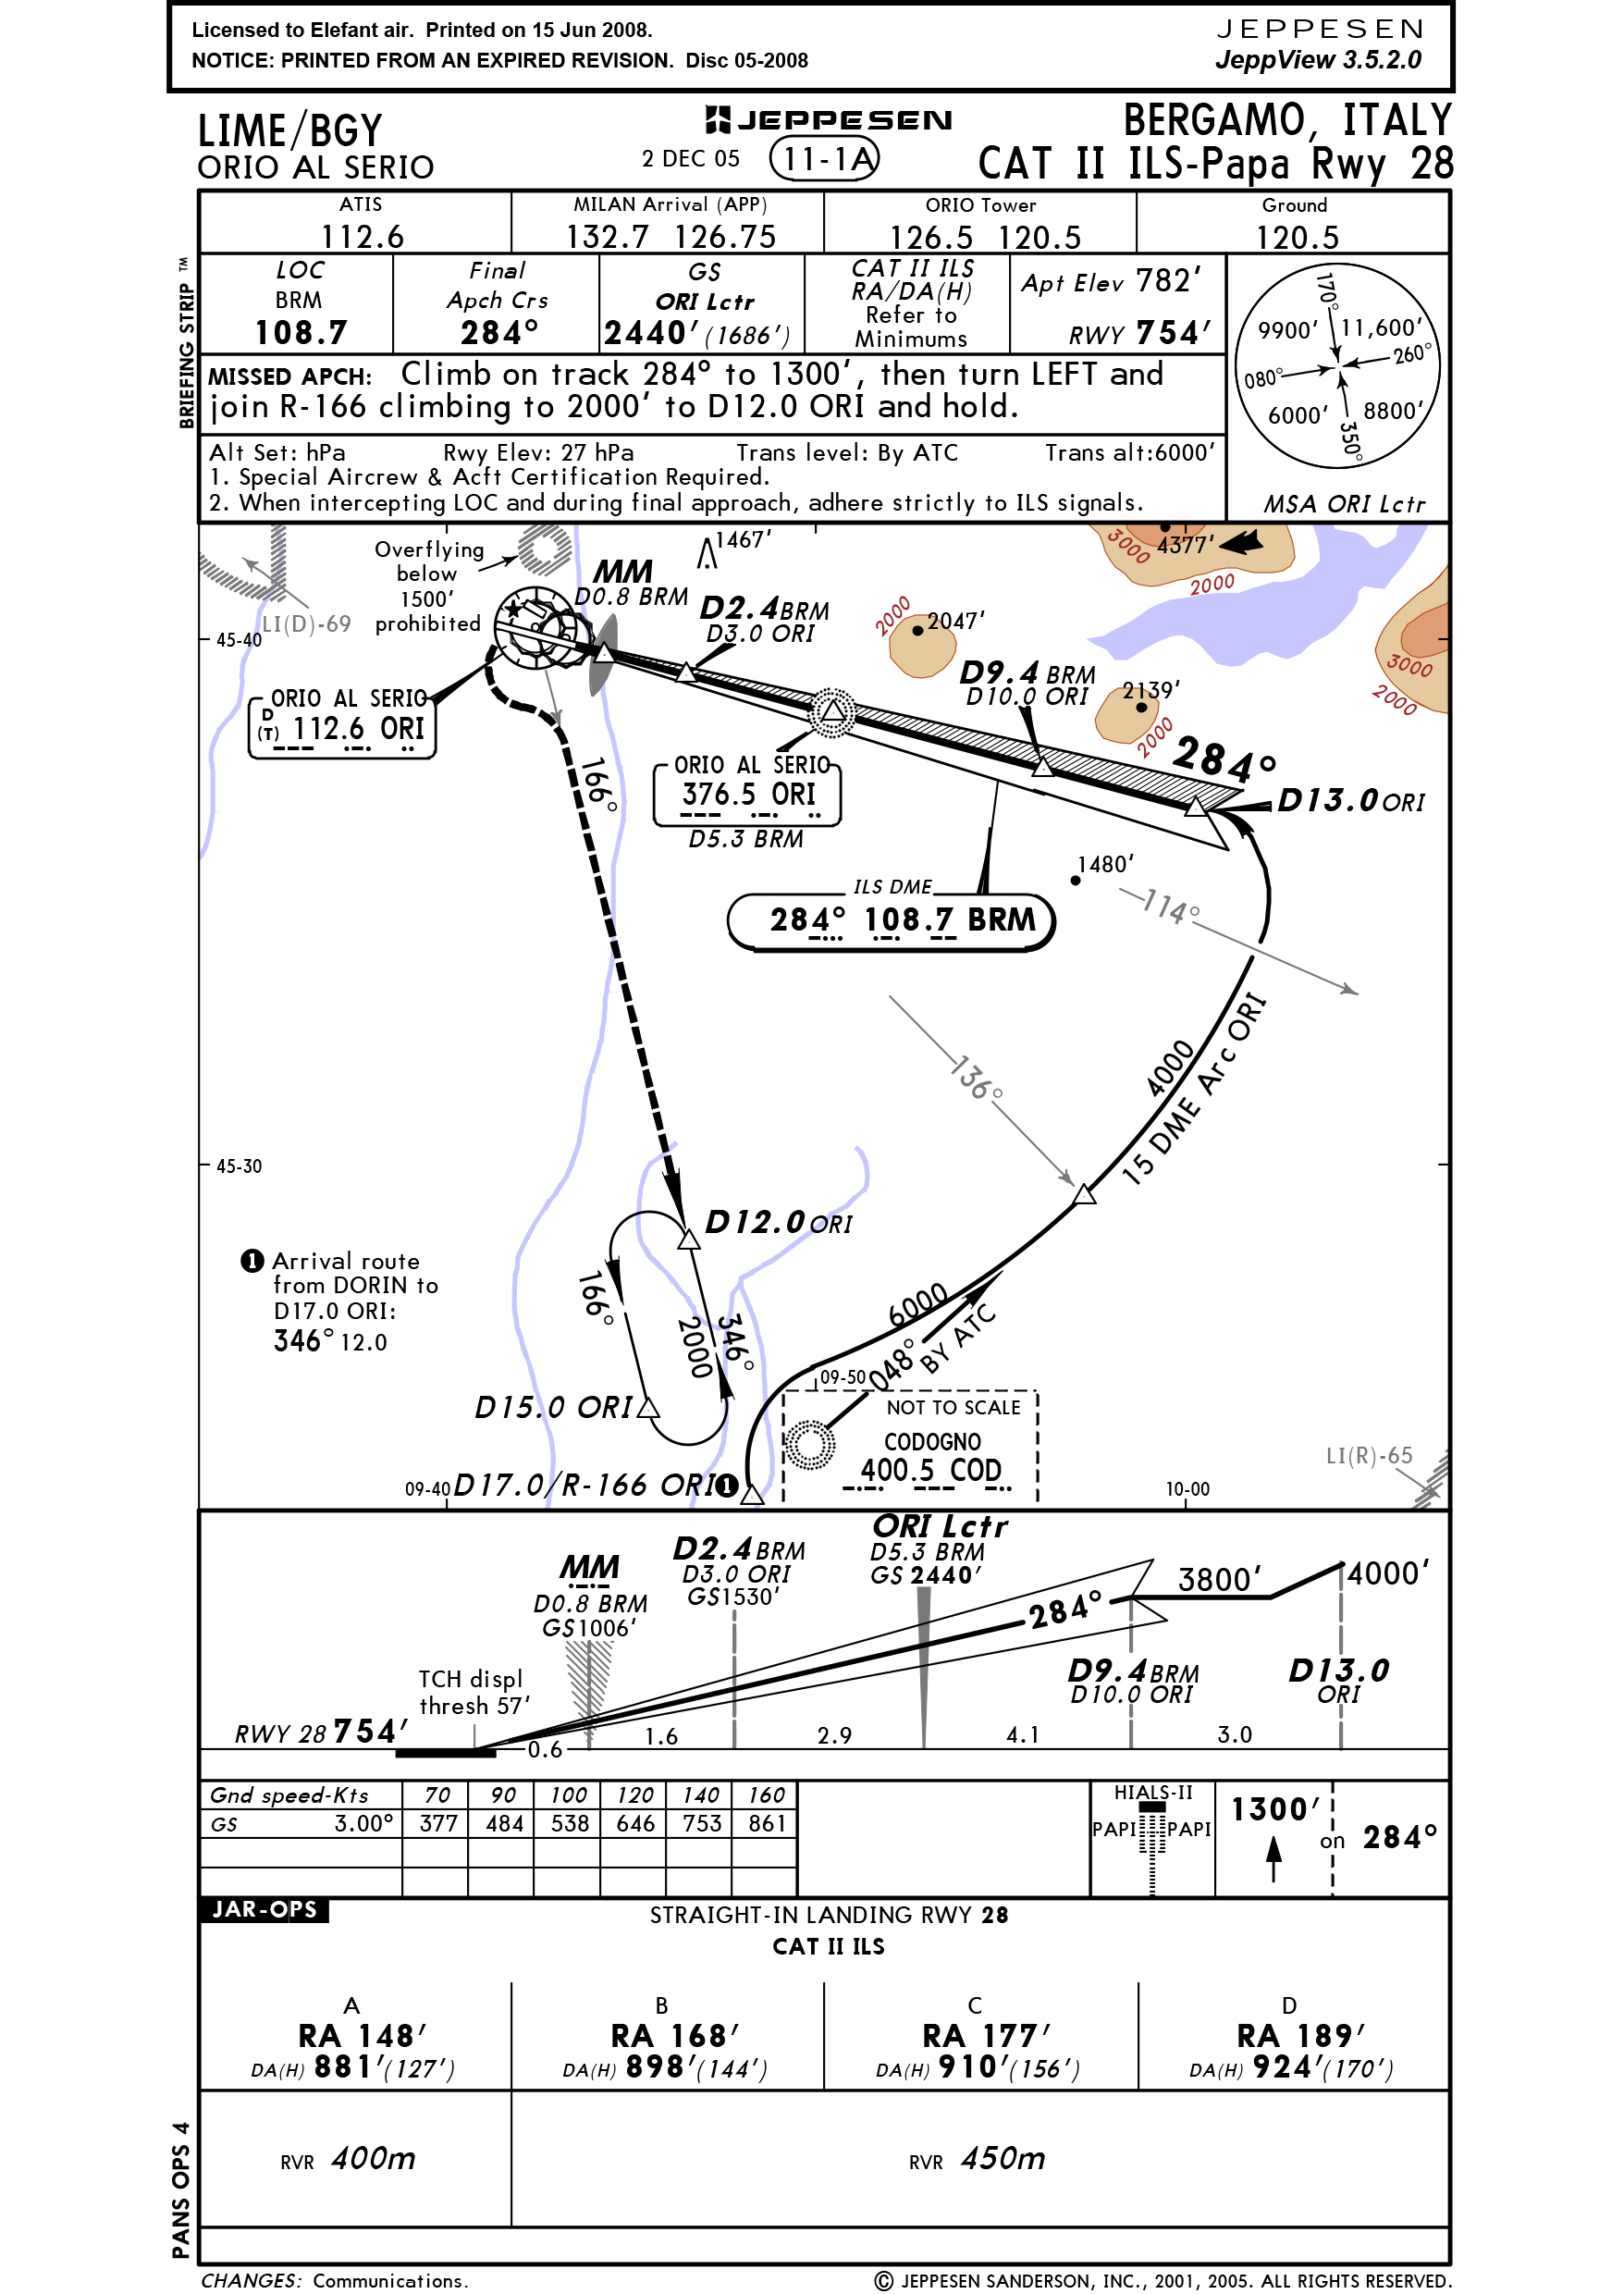 Licensed to Elefant air. Printed on 15 Jun 2008.
NOTICE: PRINTED FROM AN EXPIRED REVISION. Disc 05-2008
JEPPESEN
JeppView 3.5.2.0
LIME/BGY
ORIO AL SERIO
JEPPESEN
2 DEC 05
11-1A
BERGAMO, ITALY
CAT II ILS-Papa Rwy 28
BRIEFING STRIP ™
ATIS
112.6
MILAN Arrival (APP)
132.7 126.75
ORIO Tower
126.5 120.5
Ground
120.5
LOC
BRM
108.7
Final
Apch Crs
284°
GS
ORI Lctr
2440' (1686')
CAT II ILS
RA/DA(H)
Refer to
Minimums
Apt Elev 782'
RWY 754'
MISSED APCH: Climb on track 284° to 1300', then turn LEFT and
join R-166 climbing to 2000' to D12.0 ORI and hold.
Alt Set: hPa Rwy Elev: 27 hPa Trans level: By ATC Trans alt:6000'
1. Special Aircrew & Acft Certification Required.
2. When intercepting LOC and during final approach, adhere strictly to ILS signals.
170°
9900' 11,600'
260°
080°
6000' 8800'
350°
MSA ORI Lctr
Overflying
below
1500'
prohibited
LI(D)-69
45-40
MM
D0.8 BRM
1467'
D2.4 BRM
D3.0 ORI
2000
2047'
3000
4377'
2000
3000
2000
D9.4 BRM
D10.0 ORI
2139'
2000
284°
D13.0 ORI
ORIO AL SERIO
D
(T) 112.6 ORI
166°
ORIO AL SERIO
376.5 ORI
D5.3 BRM
1480'
ILS DME
284° 108.7 BRM
114°
136°
4000
15 DME Arc ORI
45-30
D12.0 ORI
1 Arrival route
from DORIN to
D17.0 ORI:
346° 12.0
166°
2000
346°
6000
048°
BY ATC
09-50
D15.0 ORI
NOT TO SCALE
CODOGNO
400.5 COD
LI(R)-65
09-40
D17.0/R-166 ORI 1
10-00
ORI Lctr
D5.3 BRM
GS 2440'
D2.4 BRM
D3.0 ORI
GS1530'
MM
D0.8 BRM
GS1006'
284°
3800'
4000'
TCH displ
thresh 57'
D9.4 BRM
D10.0 ORI
D13.0
ORI
RWY 28 754'
0.6 1.6 2.9 4.1 3.0
Gnd speed-Kts 70 90 100 120 140 160
GS 3.00° 377 484 538 646 753 861
HIALS-II
PAPI PAPI
1300'
on 284°
JAR-OPS
STRAIGHT-IN LANDING RWY 28
CAT II ILS
A
RA 148'
DA(H) 881'(127')
B
RA 168'
DA(H) 898'(144')
C
RA 177'
DA(H) 910'(156')
D
RA 189'
DA(H) 924'(170')
RVR 400m
RVR 450m
PANS OPS 4
CHANGES: Communications.
© JEPPESEN SANDERSON, INC., 2001, 2005. ALL RIGHTS RESERVED.